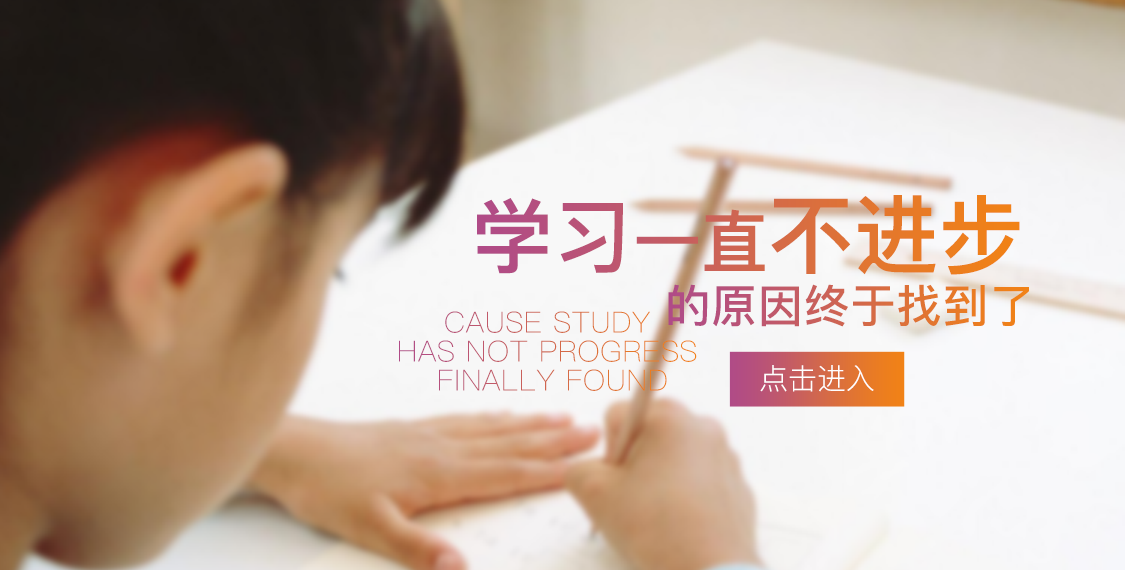 学习一直不进步
的原因终于找到了
CAUSE STUDY
HAS NOT PROGRESS
FINALLY FOUND
点击进入